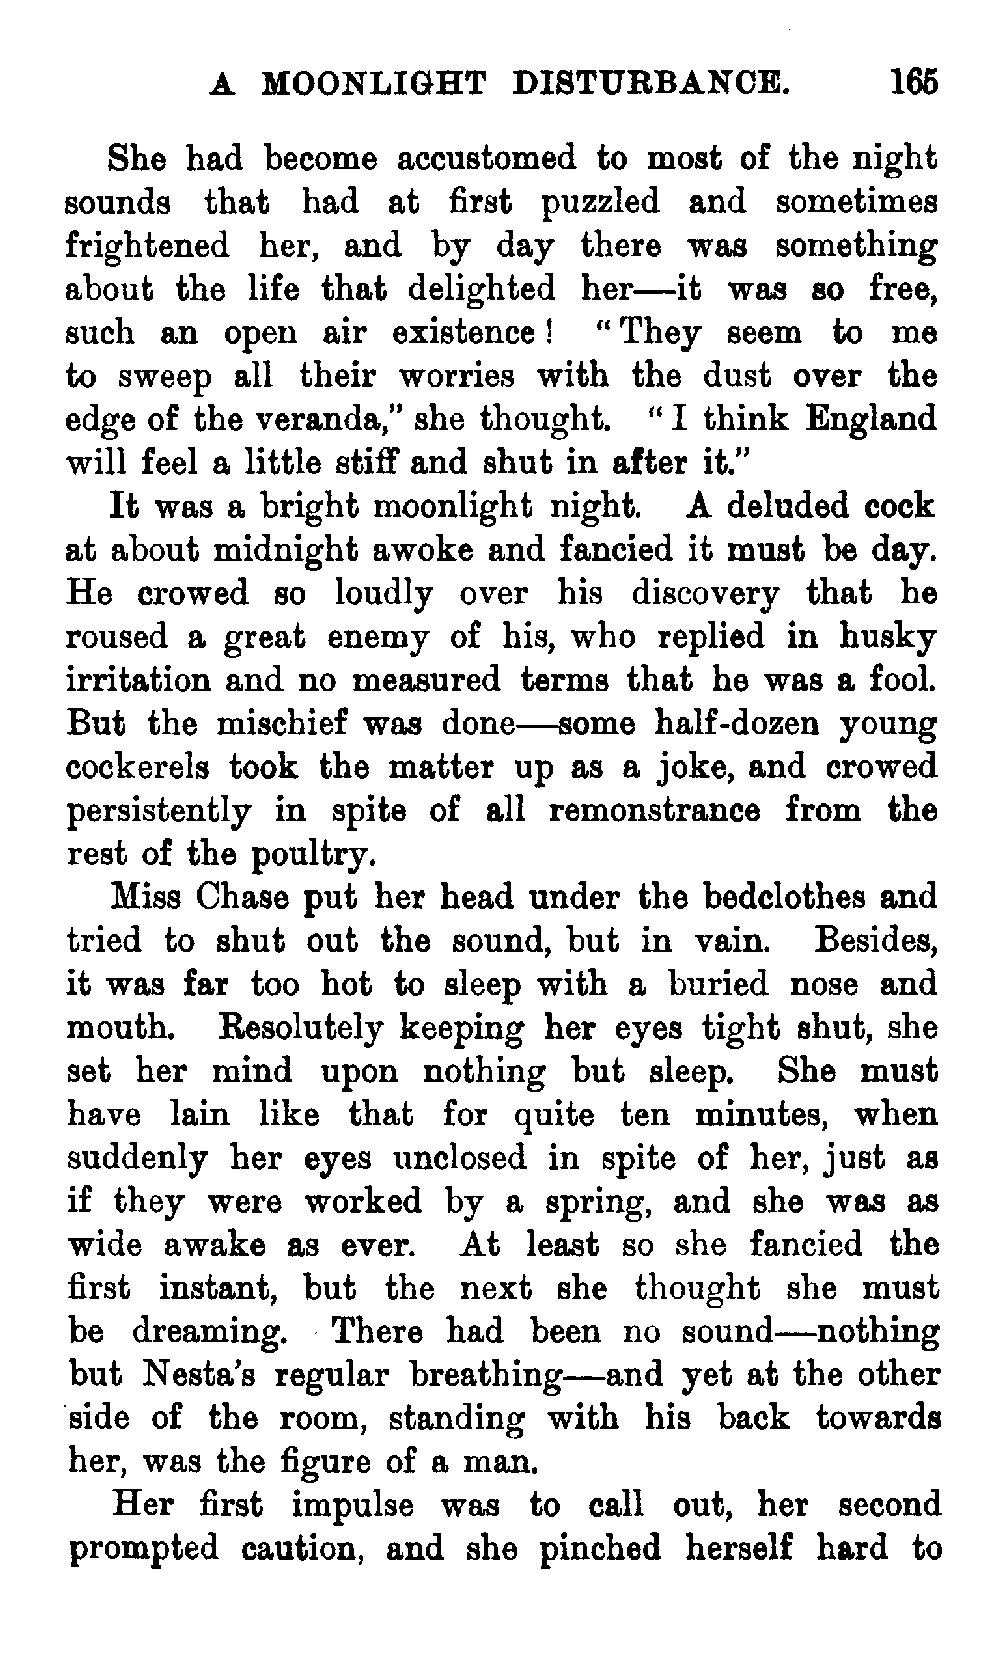 A MOONLIGHT DISTURBANCE. 165
She had become accustomed to most of the night
sounds that had at first puzzled and sometimes
frightened her, and by day there was something
about the life that delighted her—it was so free,
such an open air existence! "They seem to me
to sweep all their worries with the dust over the
edge of the veranda," she thought. "I think England
will feel a little stiff and shut in after it."
It was a bright moonlight night. A deluded cock
at about midnight awoke and fancied it must be day.
He crowed so loudly over his discovery that he
roused a great enemy of his, who replied in husky
irritation and no measured terms that he was a fool.
But the mischief was done—some half-dozen young
cockerels took the matter up as a joke, and crowed
persistently in spite of all remonstrance from the
rest of the poultry.
Miss Chase put her head under the bedclothes and
tried to shut out the sound, but in vain. Besides,
it was far too hot to sleep with a buried nose and
mouth. Resolutely keeping her eyes tight shut, she
set her mind upon nothing but sleep. She must
have lain like that for quite ten minutes, when
suddenly her eyes unclosed in spite of her, just as
if they were worked by a spring, and she was as
wide awake as ever. At least so she fancied the
first instant, but the next she thought she must
be dreaming. There had been no sound—nothing
but Nesta's regular breathing—and yet at the other
side of the room, standing with his back towards
her, was the figure of a man.
Her first impulse was to call out, her second
prompted caution, and she pinched herself hard to